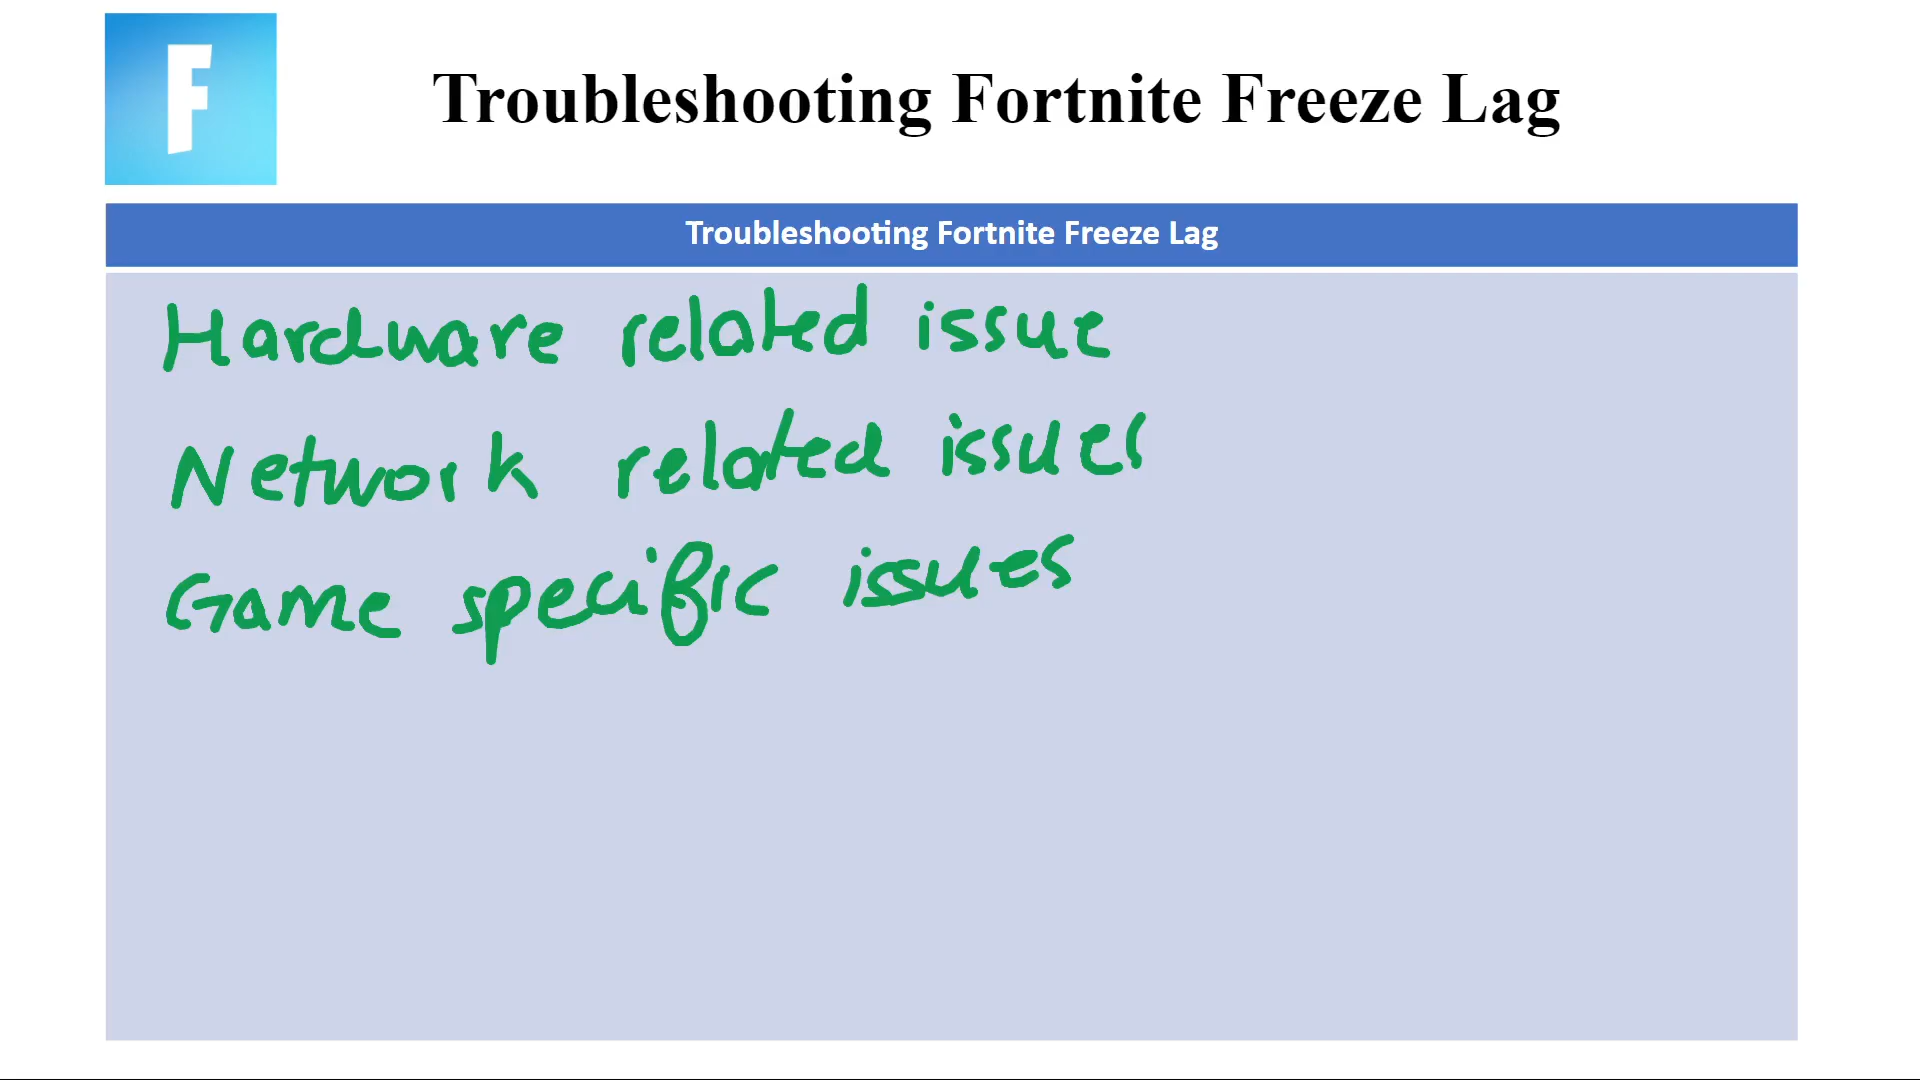 F
Troubleshooting Fortnite Freeze Lag
Troubleshooting Fortnite Freeze Lag
Hardware related issue
Network related issues
Game specific issues